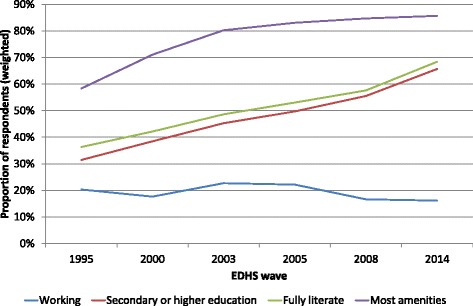 Proportion of respondents (weighted)
90%
80%
70%
60%
50%
40%
30%
20%
10%
0%
1995 2000 2003 2005 2008 2014
EDHS wave
Working Secondary or higher education Fully literate Most amenities